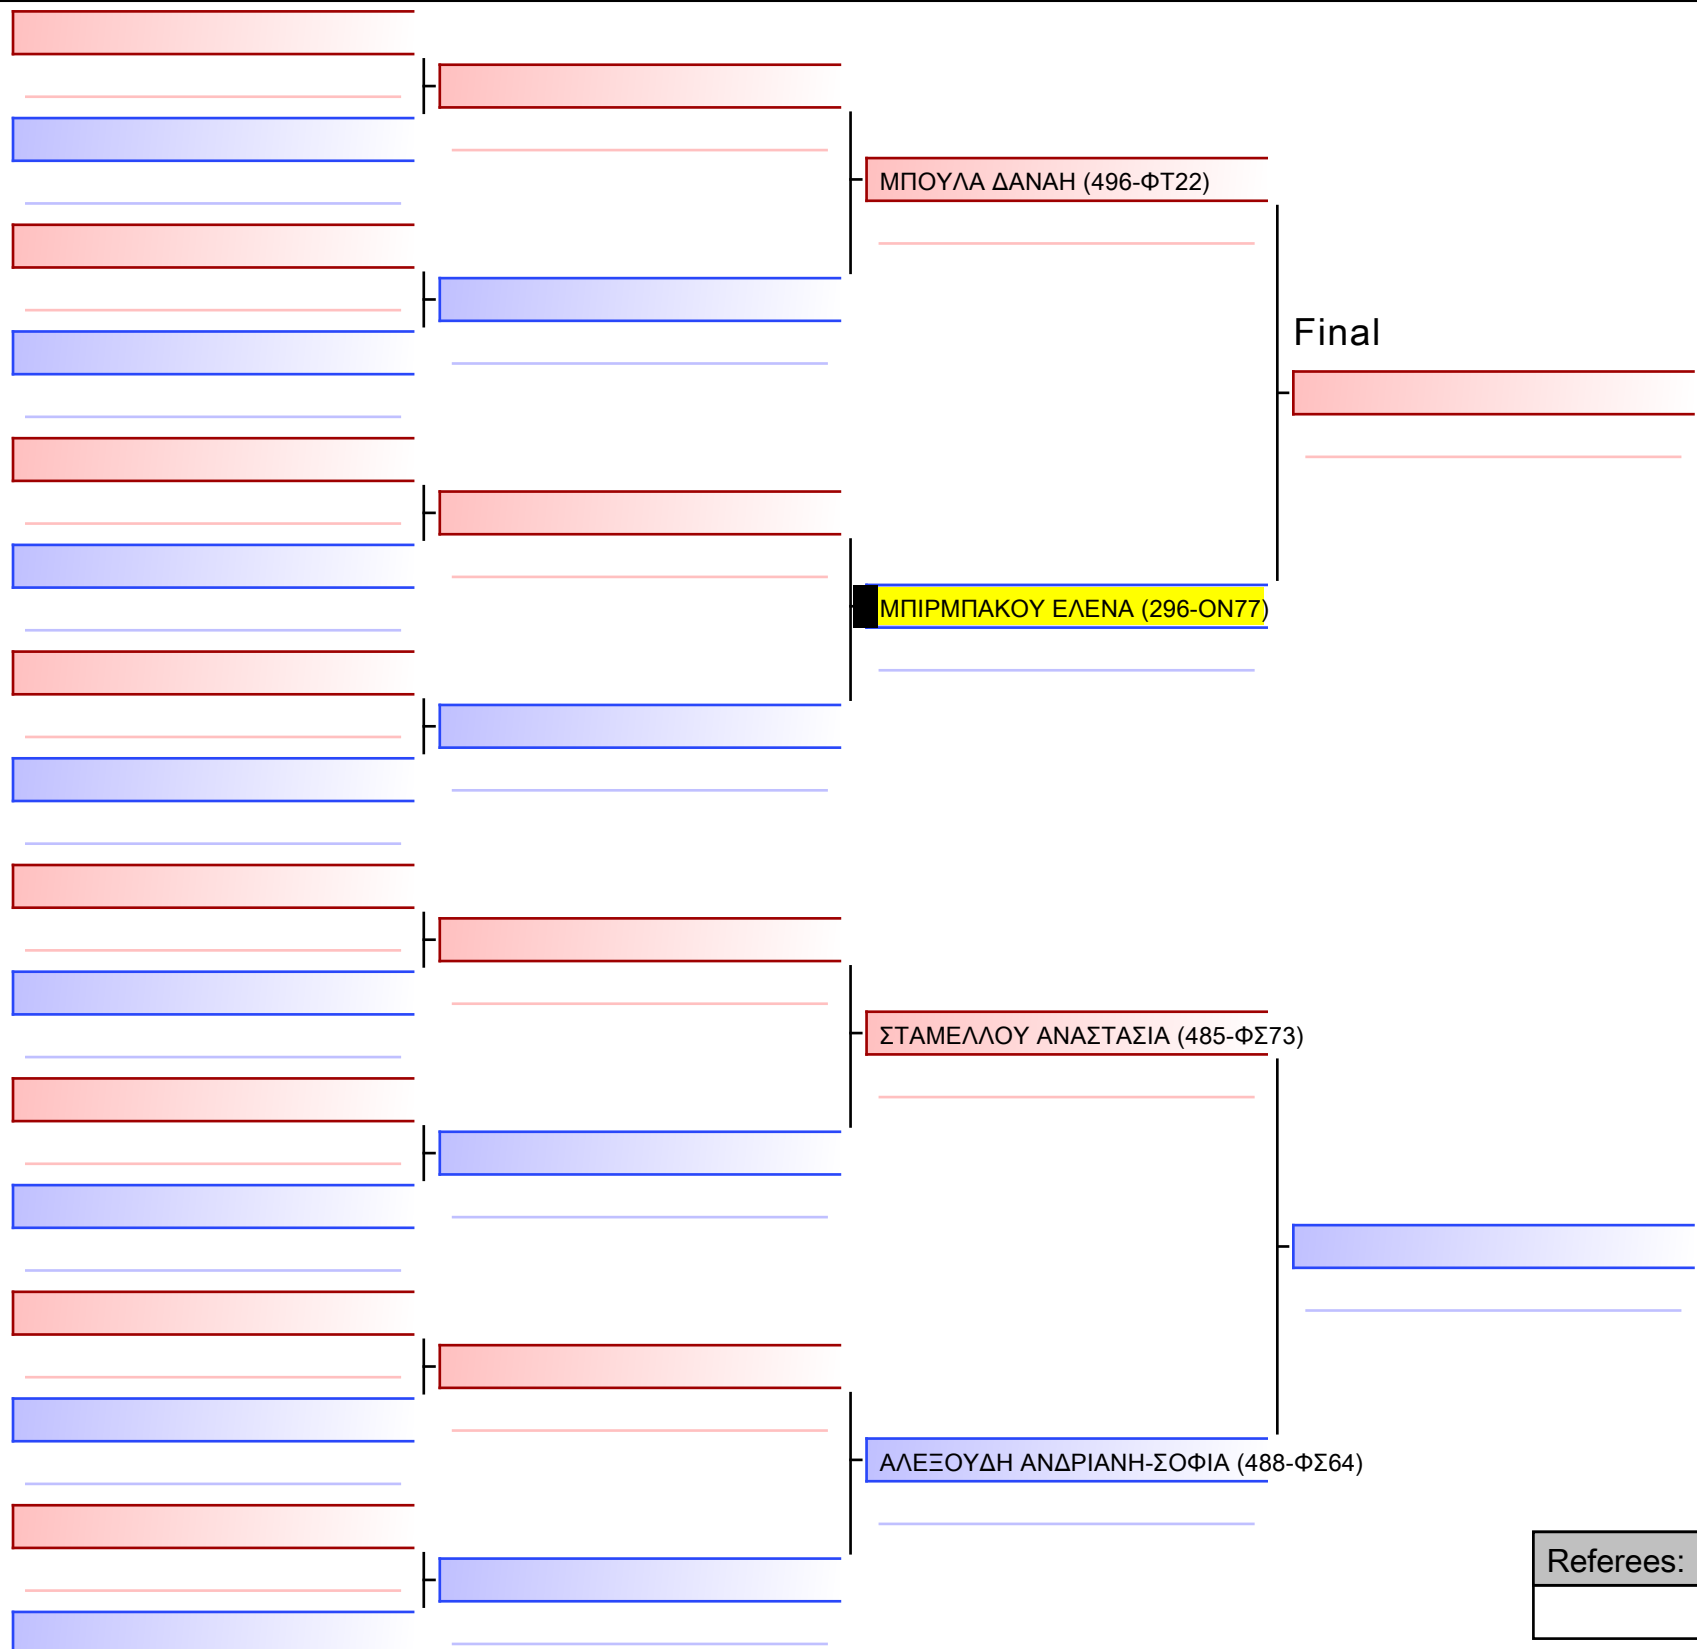 ΜΠΟΥΛΑ ΔΑΝΑΗ (496-ΦΤ22)
Final
ΜΠΙΡΜΠΑΚΟΥ ΕΛΕΝΑ (296-ΟΝ77)
ΣΤΑΜΕΛΛΟΥ ΑΝΑΣΤΑΣΙΑ (485-ΦΣ73)
ΑΛΕΞΟΥΔΗ ΑΝΔΡΙΑΝΗ-ΣΟΦΙΑ (488-ΦΣ64)
Referees: